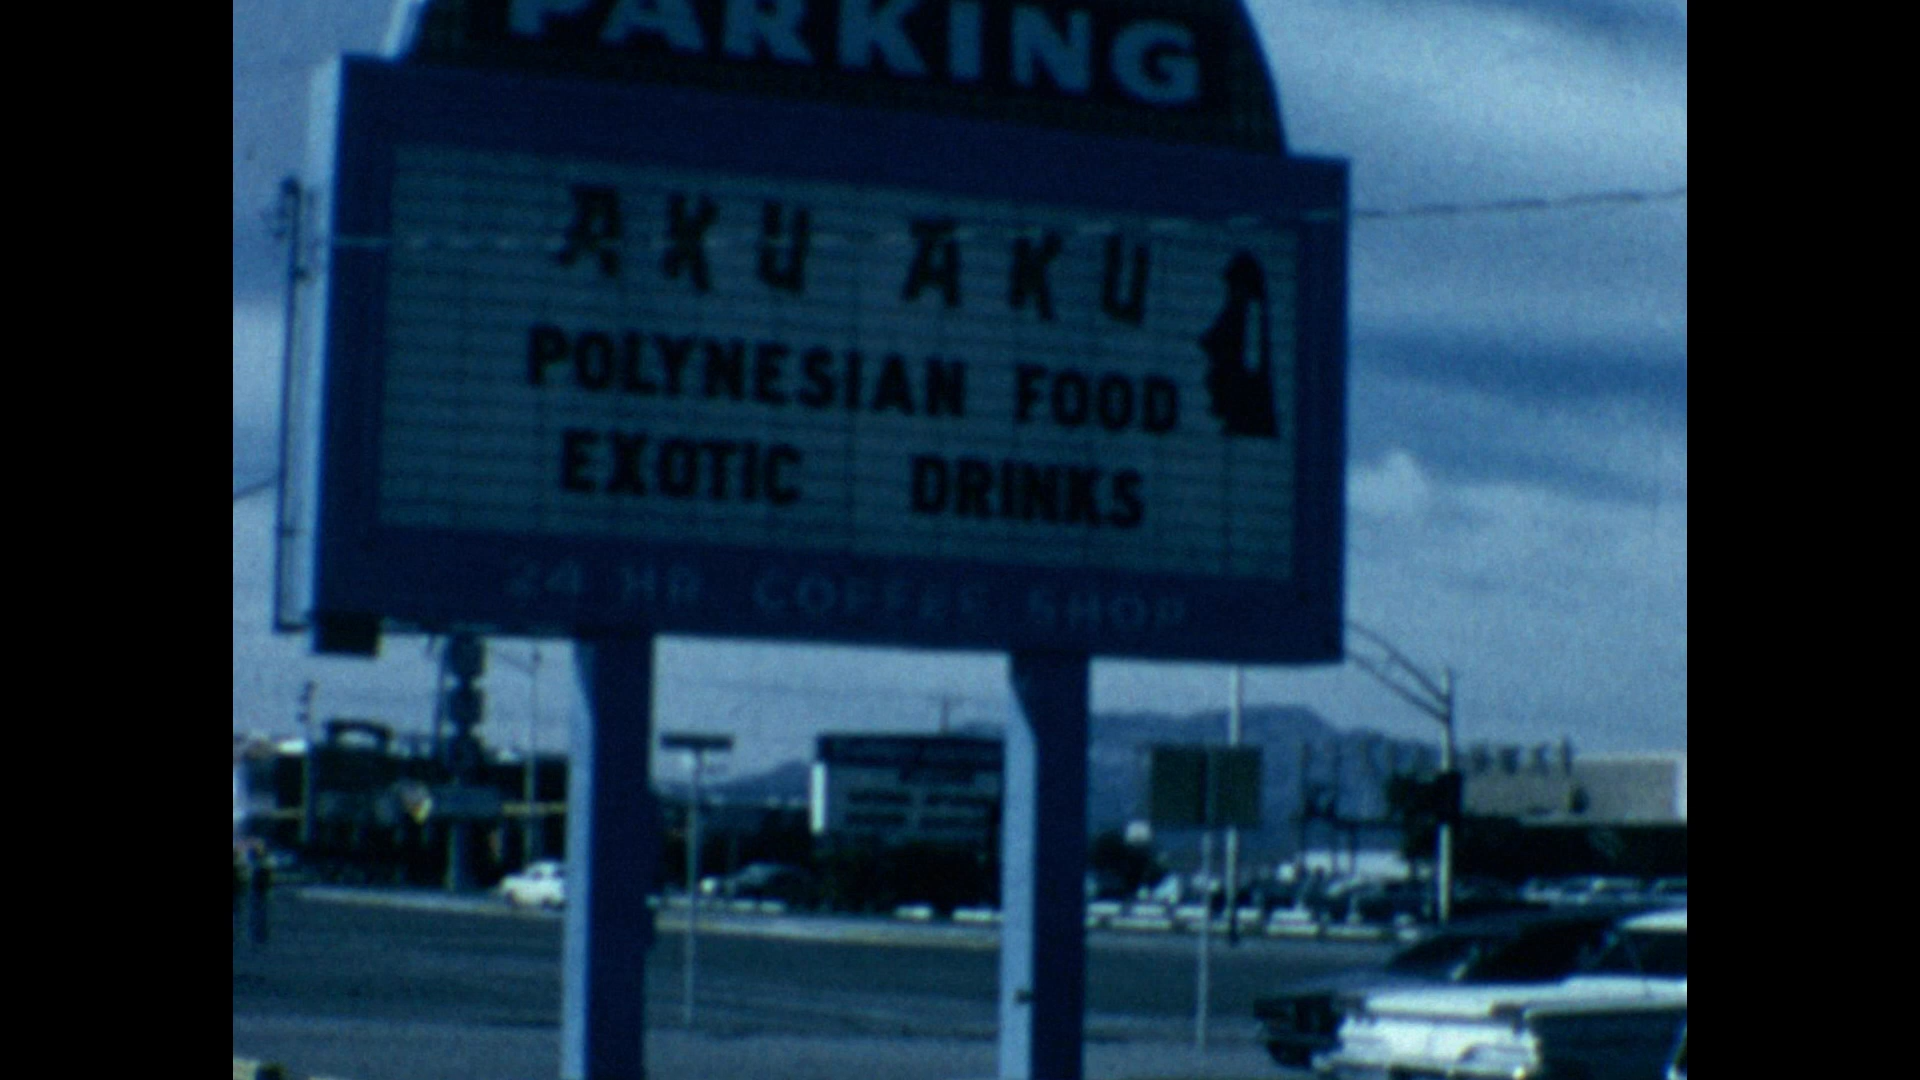 PARKING
AKU AKU
POLYNESIAN FOOD
EXOTIC DRINKS
24 HR. COFFEE SHOP